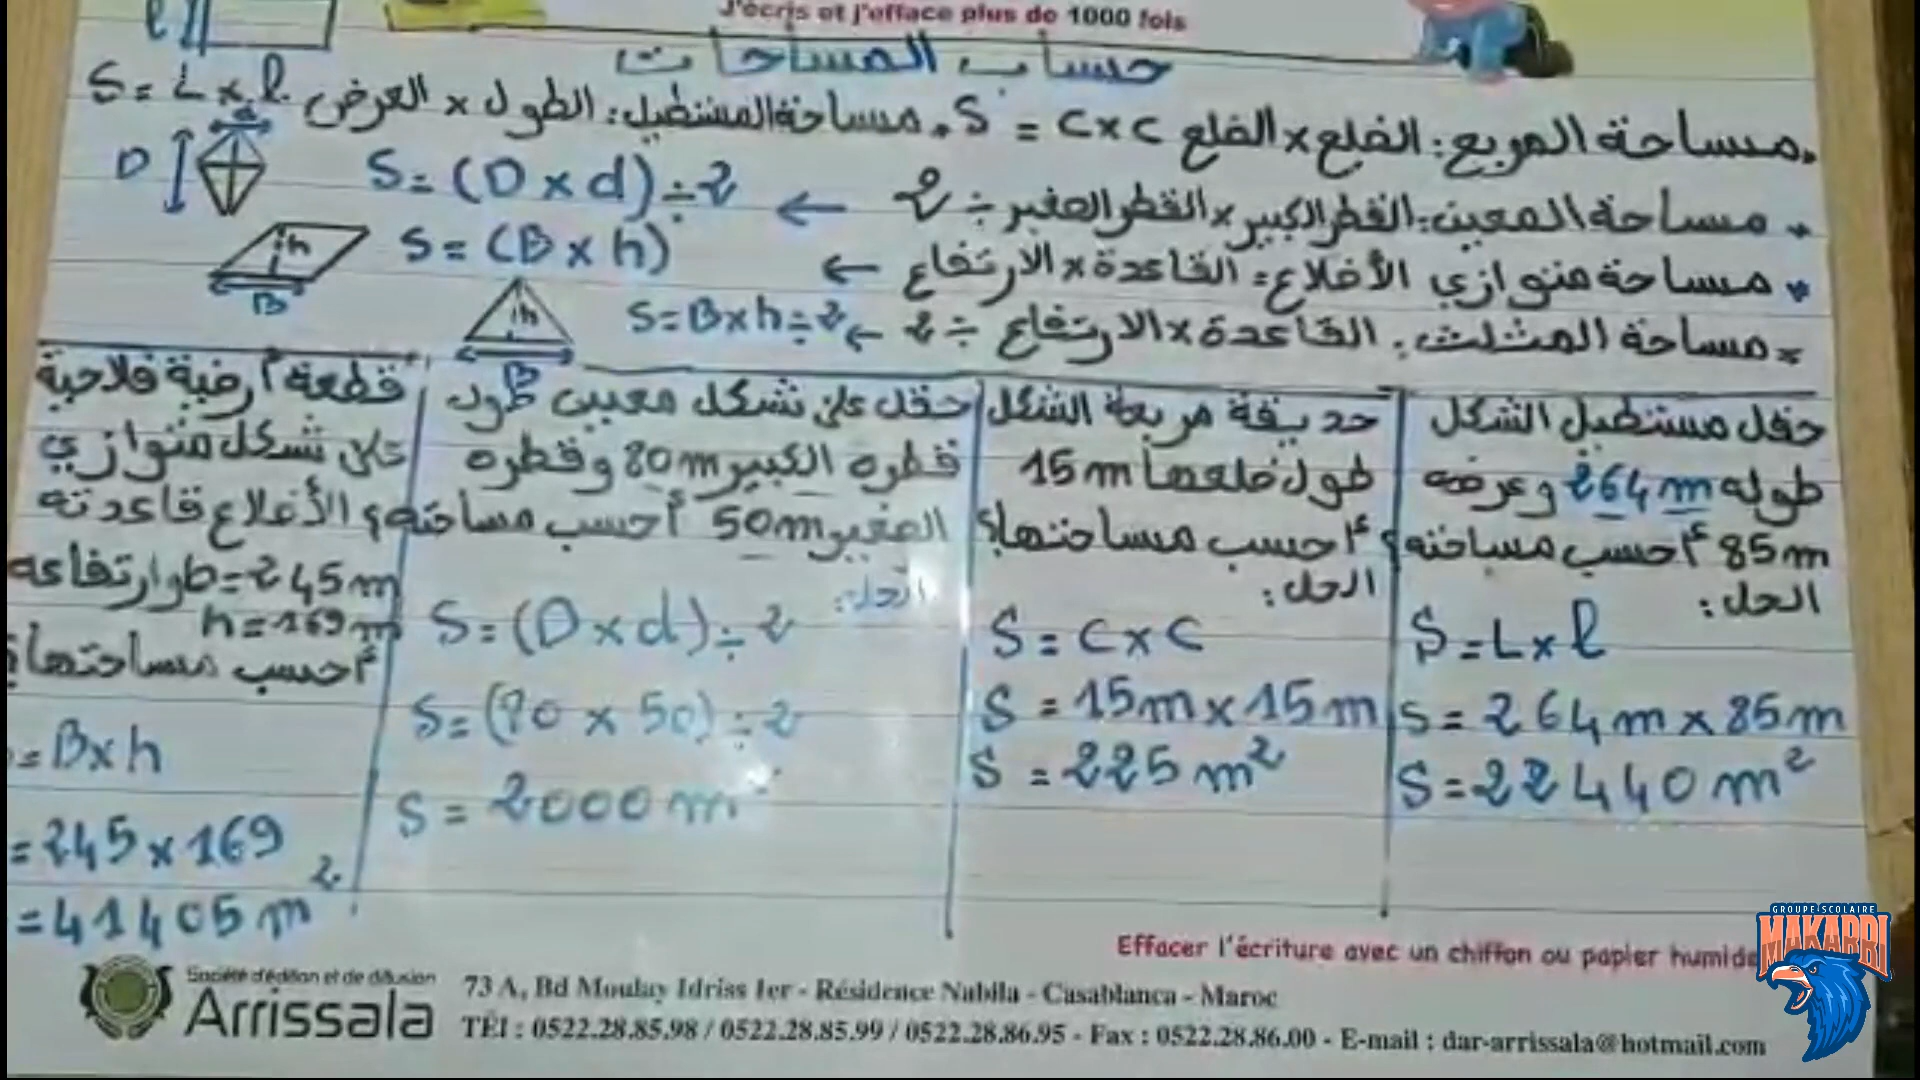 J'écris et j'efface plus de 1000 fois
حساب المساحات
. مساحة المربع: الضلع x الضلع S = C x C . مساحة المستطيل: الطول x العرض S = L x l
* مساحة المعين: القطر الكبير x القطر الصغير ÷ 2 ← S = (D x d) ÷ 2
D d
* مساحة متوازي الأضلاع: القاعدة x الارتفاع ← S = (B x h)
h
B
* مساحة المثلث: القاعدة x الارتفاع ÷ 2 ← S = B x h ÷ 2
h
B
حقل مستطيل الشكل
طوله 264 m وعرضه
85 m أحسب مساحته؟
الحل:
S = L x l
S = 264 m x 85 m
S = 22440 m²
حديقة مربعة الشكل
طول ضلعها 15 m
أحسب مساحتها؟
الحل:
S = C x C
S = 15m x 15m
S = 225 m²
حقل على شكل معين طول
قطره الكبير 80m وقطره
الصغير 50m أحسب مساحته؟
الحل:
S = (D x d) ÷ 2
S = (80 x 50) ÷ 2
S = 2000 m²
قطعة أرضية فلاحية
على شكل متوازي
الأضلاع قاعدته
245m = وارتفاعه
h = 169 m
أحسب مساحتها؟
= B x h
= 245 x 169
= 41405 m²
Effacer l'écriture avec un chiffon ou papier humide
Société d'édition et de diffusion
Arrissala
73 A, Bd Moulay Idriss Ier - Résidence Nabila - Casablanca - Maroc
TÉl : 0522.28.85.98 / 0522.28.85.99 / 0522.28.86.95 - Fax : 0522.28.86.00 - E-mail : dar-arrissala@hotmail.com
GROUPE SCOLAIRE
MAKARRI